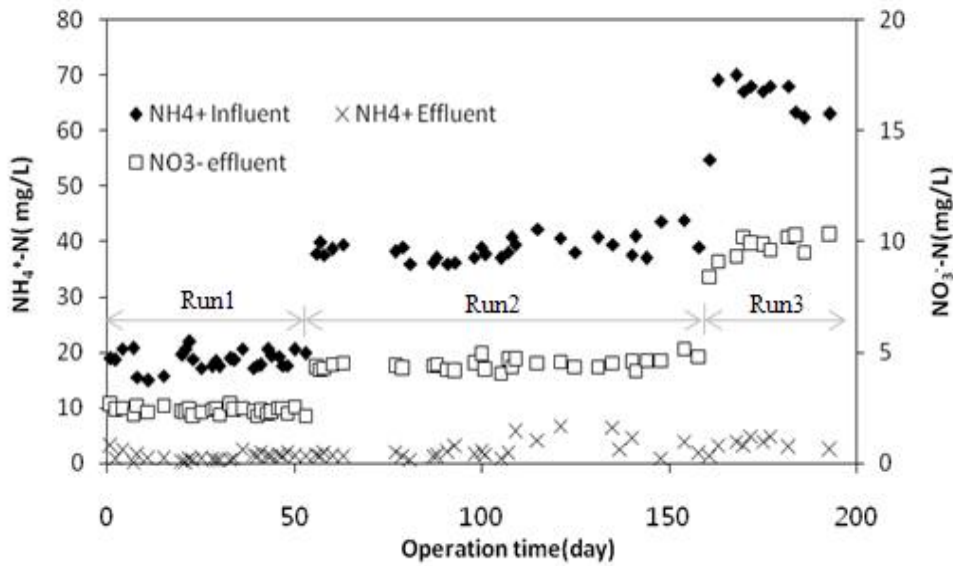 80
70
60
50
40
30
20
10
0
NH₄⁺-N( mg/L)
NH4+ Influent
NH4+ Effluent
NO3- effluent
Run1
Run2
Run3
20
15
10
5
0
NO₃⁻-N(mg/L)
0
50
100
150
200
Operation time(day)